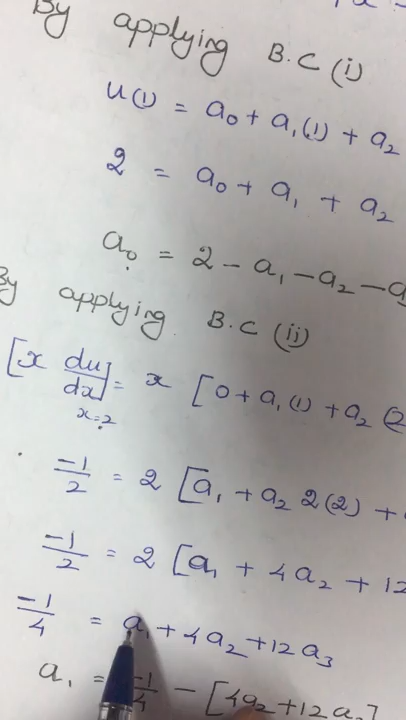 By applying B.C (i)
u(1) = a₀ + a₁(1) + a₂
2 = a₀ + a₁ + a₂
a₀ = 2 - a₁ - a₂ - a
By applying B.C (ii)
[x du/dx]x=2 = x [0 + a₁(1) + a₂ (2
-1/2 = 2 [a₁ + a₂ 2(2) +
-1/2 = 2 [a₁ + 4a₂ + 12
-1/4 = a₁ + 4a₂ + 12a₃
a₁ = -1/4 - [4a₂ + 12a₃]